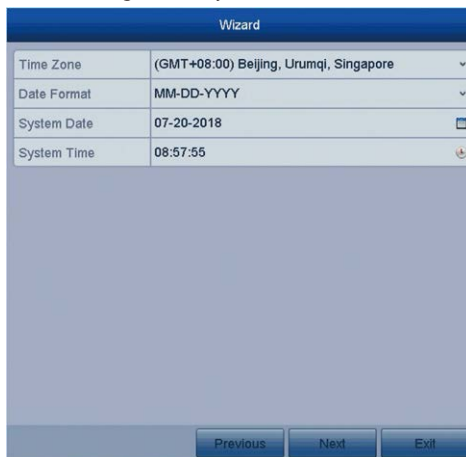 Wizard
Time Zone (GMT+08:00) Beijing, Urumqi, Singapore
Date Format MM-DD-YYYY
System Date 07-20-2018
System Time 08:57:55
Previous Next Exit